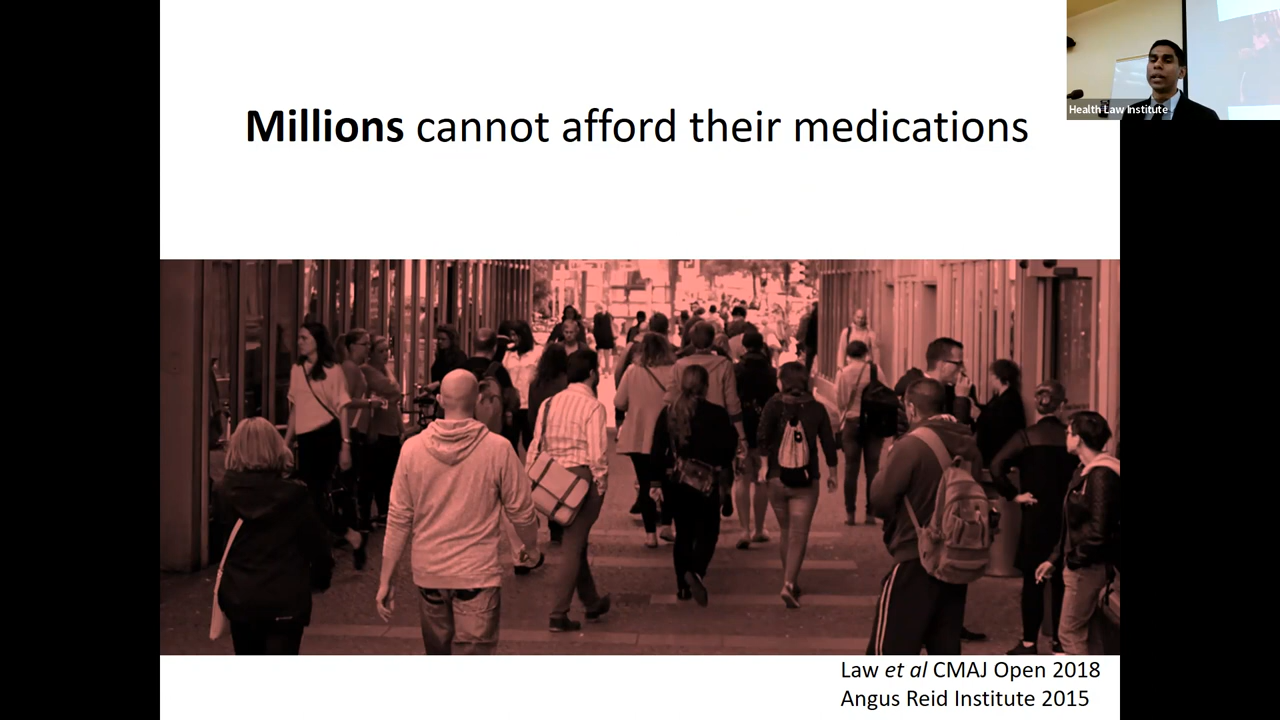 Millions cannot afford their medications
Health Law Institute
Law et al CMAJ Open 2018
Angus Reid Institute 2015